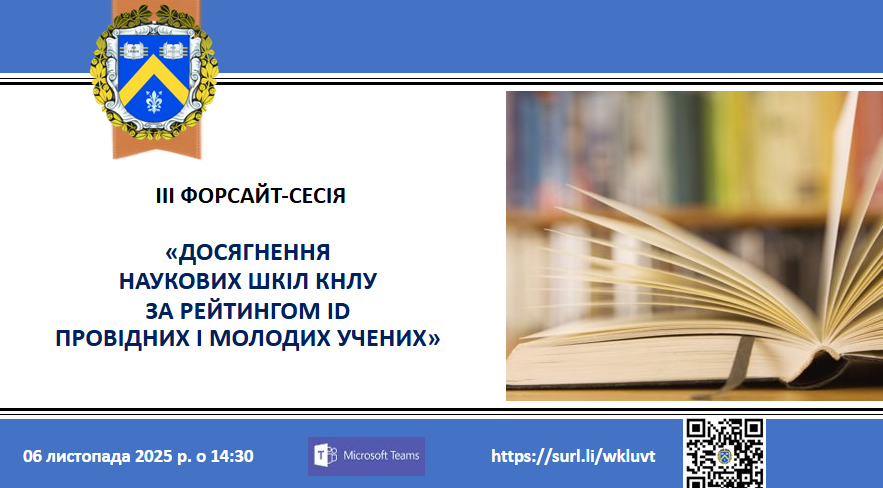 ІІІ ФОРСАЙТ-СЕСІЯ
«ДОСЯГНЕННЯ
НАУКОВИХ ШКІЛ КНЛУ
ЗА РЕЙТИНГОМ ID
ПРОВІДНИХ І МОЛОДИХ УЧЕНИХ»
06 листопада 2025 р. о 14:30
Microsoft Teams
https://surl.li/wkluvt